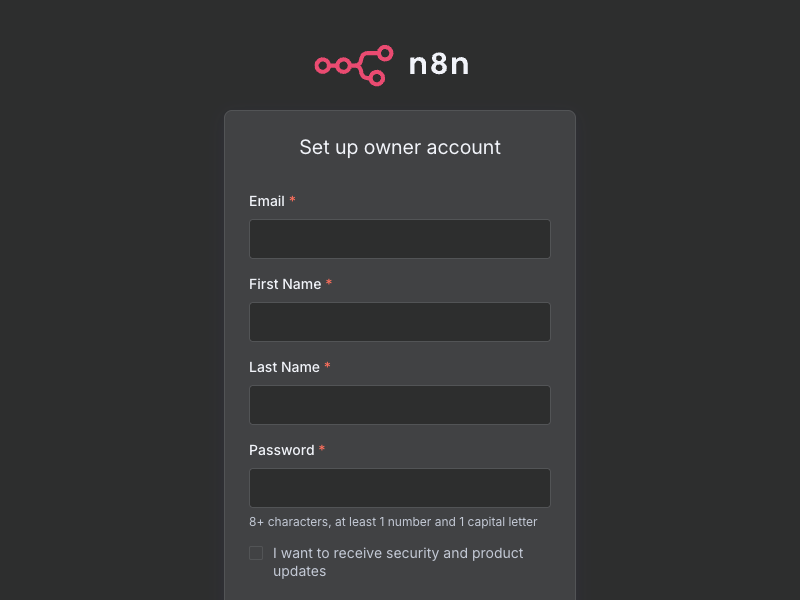 n8n
Set up owner account
Email *
First Name *
Last Name *
Password *
8+ characters, at least 1 number and 1 capital letter
I want to receive security and product
updates